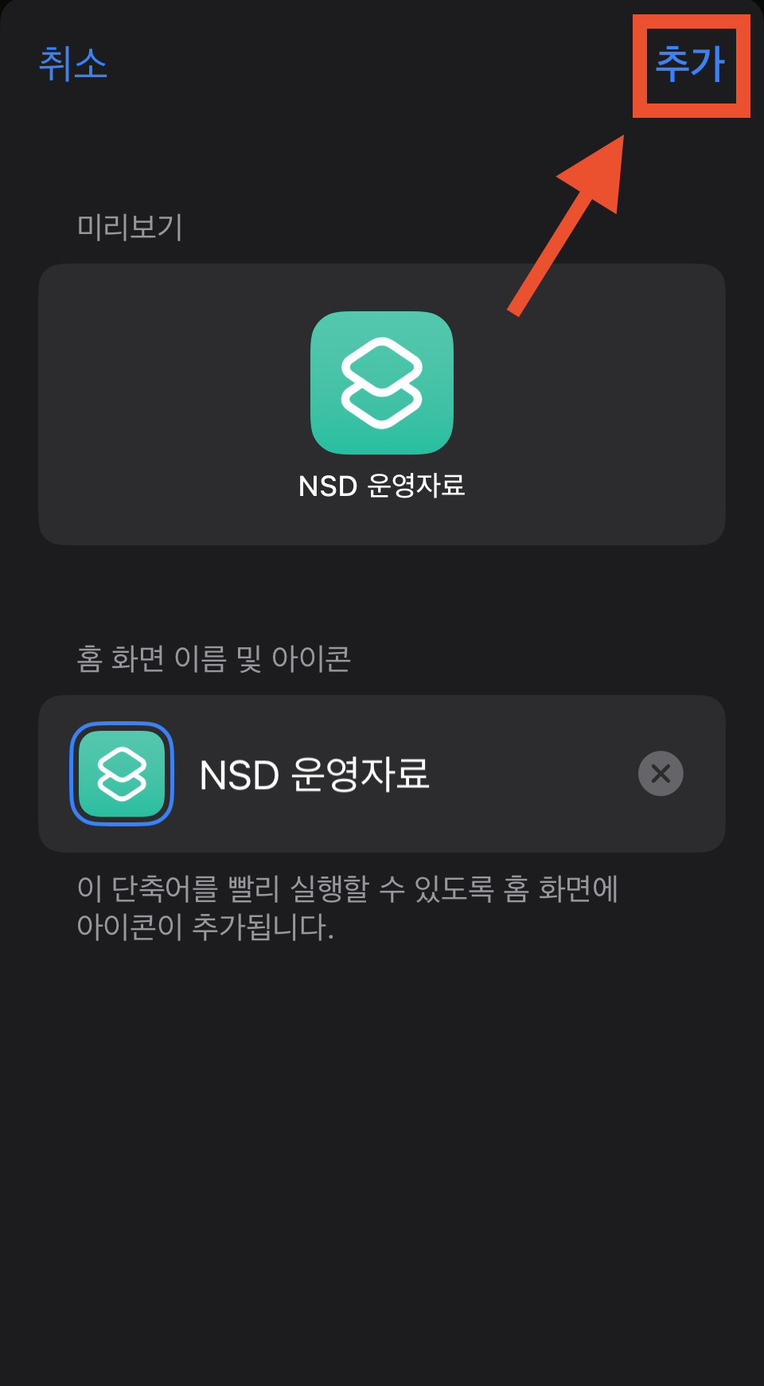 취소
추가
미리보기
NSD 운영자료
홈 화면 이름 및 아이콘
NSD 운영자료
이 단축어를 빨리 실행할 수 있도록 홈 화면에
아이콘이 추가됩니다.